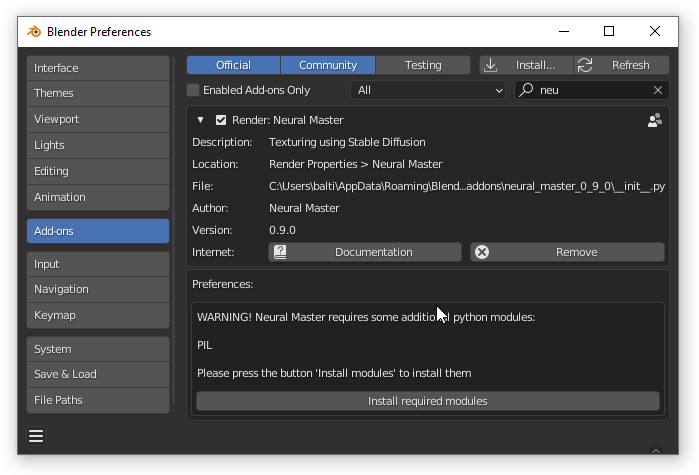 Blender Preferences
Interface
Themes
Viewport
Lights
Editing
Animation
Add-ons
Input
Navigation
Keymap
System
Save & Load
File Paths
Official Community Testing Install... Refresh
Enabled Add-ons Only All neu
Render: Neural Master
Description: Texturing using Stable Diffusion
Location: Render Properties > Neural Master
File: C:\Users\balti\AppData\Roaming\Blend...addons\neural_master_0_9_0\__init__.py
Author: Neural Master
Version: 0.9.0
Internet: Documentation Remove
Preferences:
WARNING! Neural Master requires some additional python modules:
PIL
Please press the button 'Install modules' to install them
Install required modules